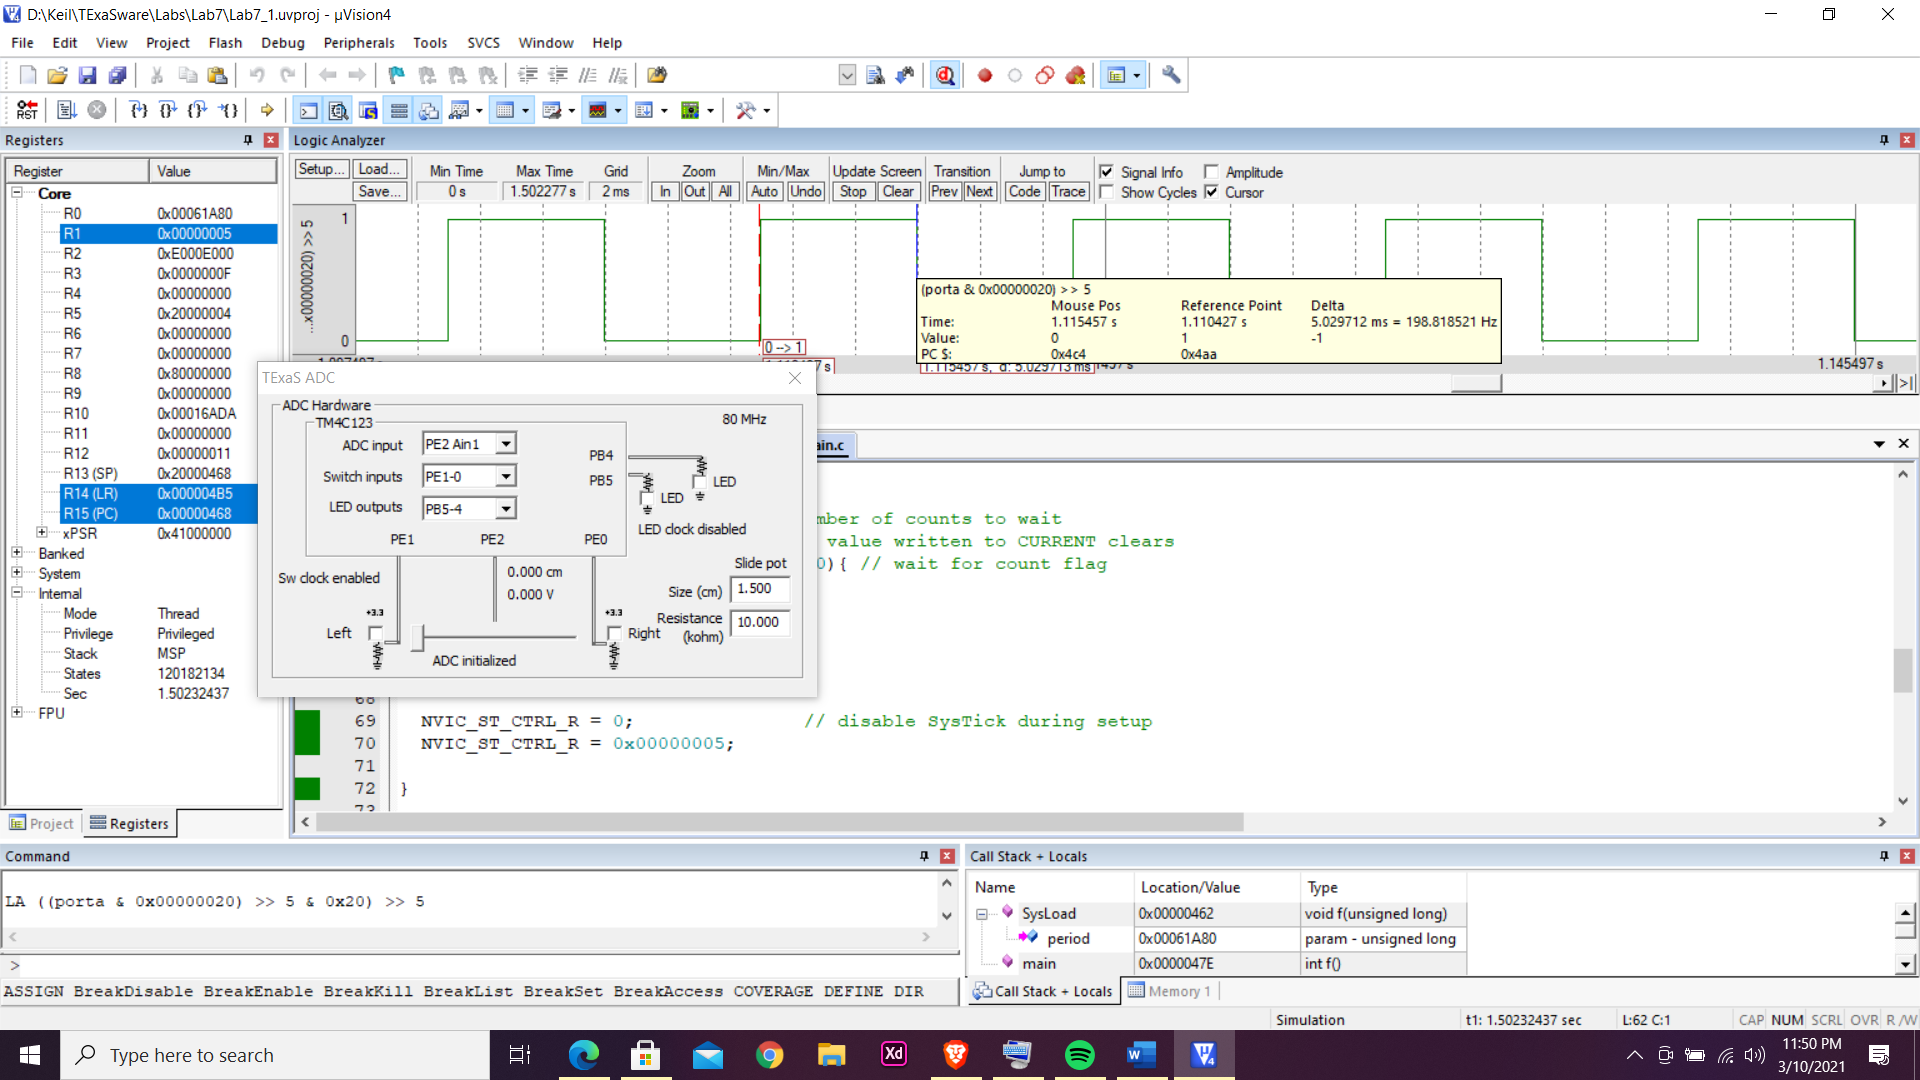 D:\Keil\TExaSware\Labs\Lab7\Lab7_1.uvproj - µVision4
File Edit View Project Flash Debug Peripherals Tools SVCS Window Help
Registers
Register Value
Core
R0 0x00061A80
R1 0x00000005
R2 0xE000E000
R3 0x0000000F
R4 0x00000000
R5 0x20000004
R6 0x00000000
R7 0x00000000
R8 0x80000000
R9 0x00000000
R10 0x00016ADA
R11 0x00000000
R12 0x00000011
R13 (SP) 0x20000468
R14 (LR) 0x000004B5
R15 (PC) 0x00000468
xPSR 0x41000000
Banked
System
Internal
Mode Thread
Privilege Privileged
Stack MSP
States 120182134
Sec 1.50232437
FPU
Project Registers
Logic Analyzer
Setup... Load... Min Time Max Time Grid Zoom Min/Max Update Screen Transition Jump to Signal Info Amplitude
Save... 0 s 1.502277 s 2 ms In Out All Auto Undo Stop Clear Prev Next Code Trace Show Cycles Cursor
...x00000020) >> 5
1
0
0 --> 1
(porta & 0x00000020) >> 5
Mouse Pos Reference Point Delta
Time: 1.115457 s 1.110427 s 5.029712 ms = 198.818521 Hz
Value: 0 1 -1
PC $: 0x4c4 0x4aa
1.115457 s, d: 5.029713 ms
1.145497 s
TExaS ADC
ADC Hardware
TM4C123
80 MHz
ADC input PE2 Ain1
Switch inputs PE1-0
LED outputs PB5-4
PB4
PB5
LED
LED
LED clock disabled
PE1 PE2 PE0
Sw clock enabled
0.000 cm
0.000 V
Slide pot
Size (cm) 1.500
Resistance (kohm) 10.000
+3.3
+3.3
Left
Right
ADC initialized
ain.c
mber of counts to wait
value written to CURRENT clears
0){ // wait for count flag
68
69 NVIC_ST_CTRL_R = 0; // disable SysTick during setup
70 NVIC_ST_CTRL_R = 0x00000005;
71
72 }
73
Command
LA ((porta & 0x00000020) >> 5 & 0x20) >> 5
>
ASSIGN BreakDisable BreakEnable BreakKill BreakList BreakSet BreakAccess COVERAGE DEFINE DIR
Call Stack + Locals
Name Location/Value Type
SysLoad 0x00000462 void f(unsigned long)
period 0x00061A80 param - unsigned long
main 0x0000047E int f()
Call Stack + Locals Memory 1
Simulation t1: 1.50232437 sec L:62 C:1 CAP NUM SCRL OVR R /W
Type here to search
11:50 PM
3/10/2021